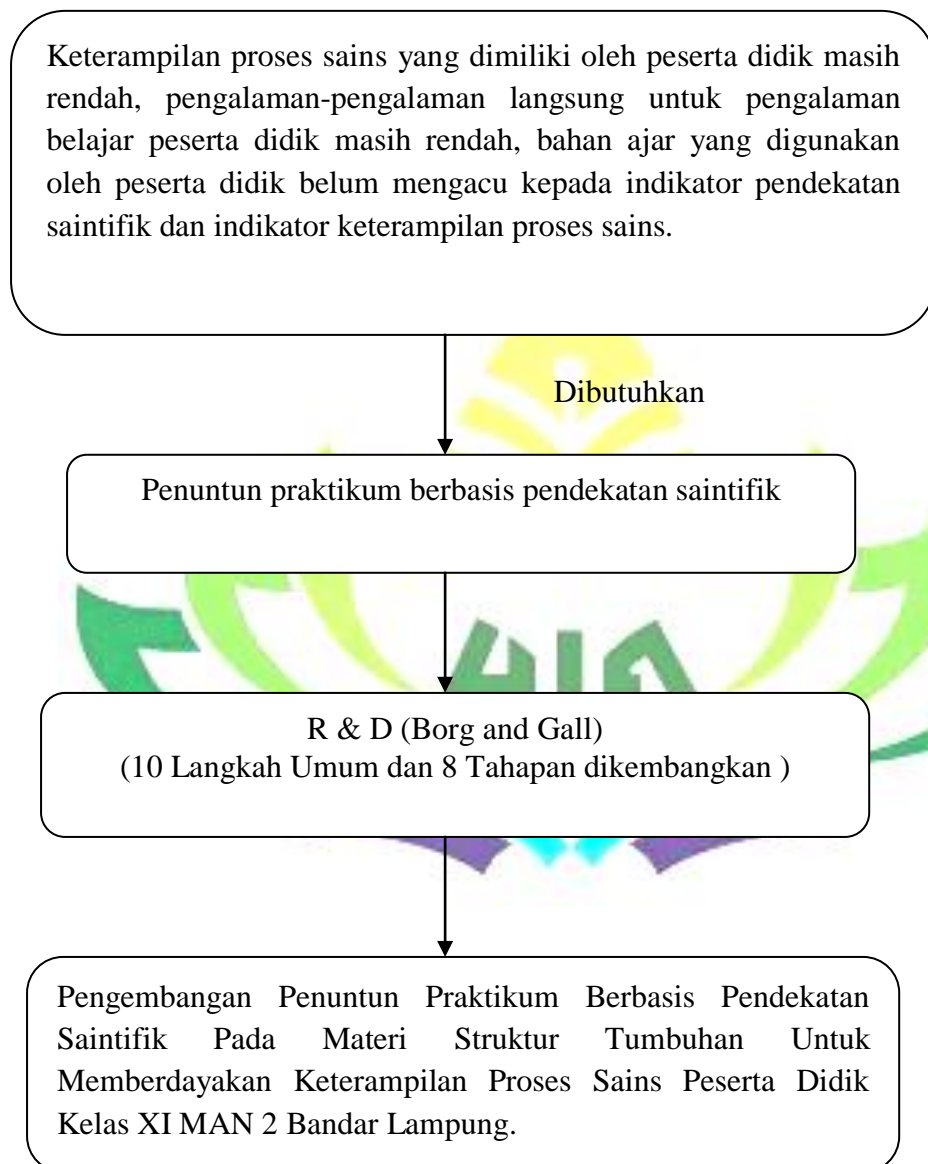 Keterampilan proses sains yang dimiliki oleh peserta didik masih
rendah, pengalaman-pengalaman langsung untuk pengalaman
belajar peserta didik masih rendah, bahan ajar yang digunakan
oleh peserta didik belum mengacu kepada indikator pendekatan
saintifik dan indikator keterampilan proses sains.
Dibutuhkan
Penuntun praktikum berbasis pendekatan saintifik
R & D (Borg and Gall)
(10 Langkah Umum dan 8 Tahapan dikembangkan )
Pengembangan Penuntun Praktikum Berbasis Pendekatan
Saintifik Pada Materi Struktur Tumbuhan Untuk
Memberdayakan Keterampilan Proses Sains Peserta Didik
Kelas XI MAN 2 Bandar Lampung.